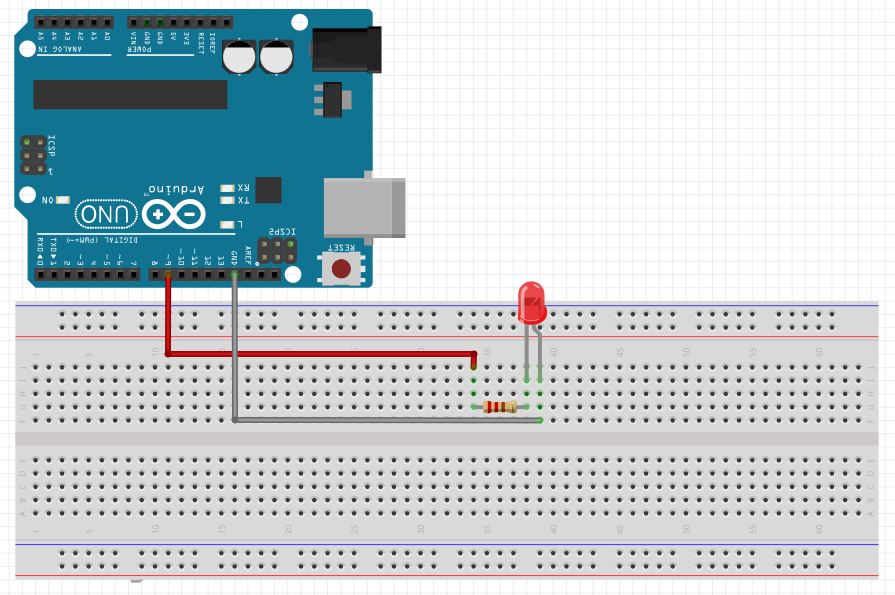 A5 A4 A3 A2 A1 A0 VIN GND GND 5V 3V3 RESET IOREF
ANALOG IN POWER
ICSP
1
ON
Arduino™
RX
TX
UNO
L
ICSP2
DIGITAL (PWM=~)
RESET
RX0◄0 TX0►1 2 ~3 4 ~5 ~6 7 8 ~9 ~10 ~11 12 13 GND AREF
1 5 10 15 20 25 30 35 40 45 50 55 60
J J
I I
H H
G G
F F
E E
D D
C C
B B
A A
1 5 10 15 20 25 30 35 40 45 50 55 60